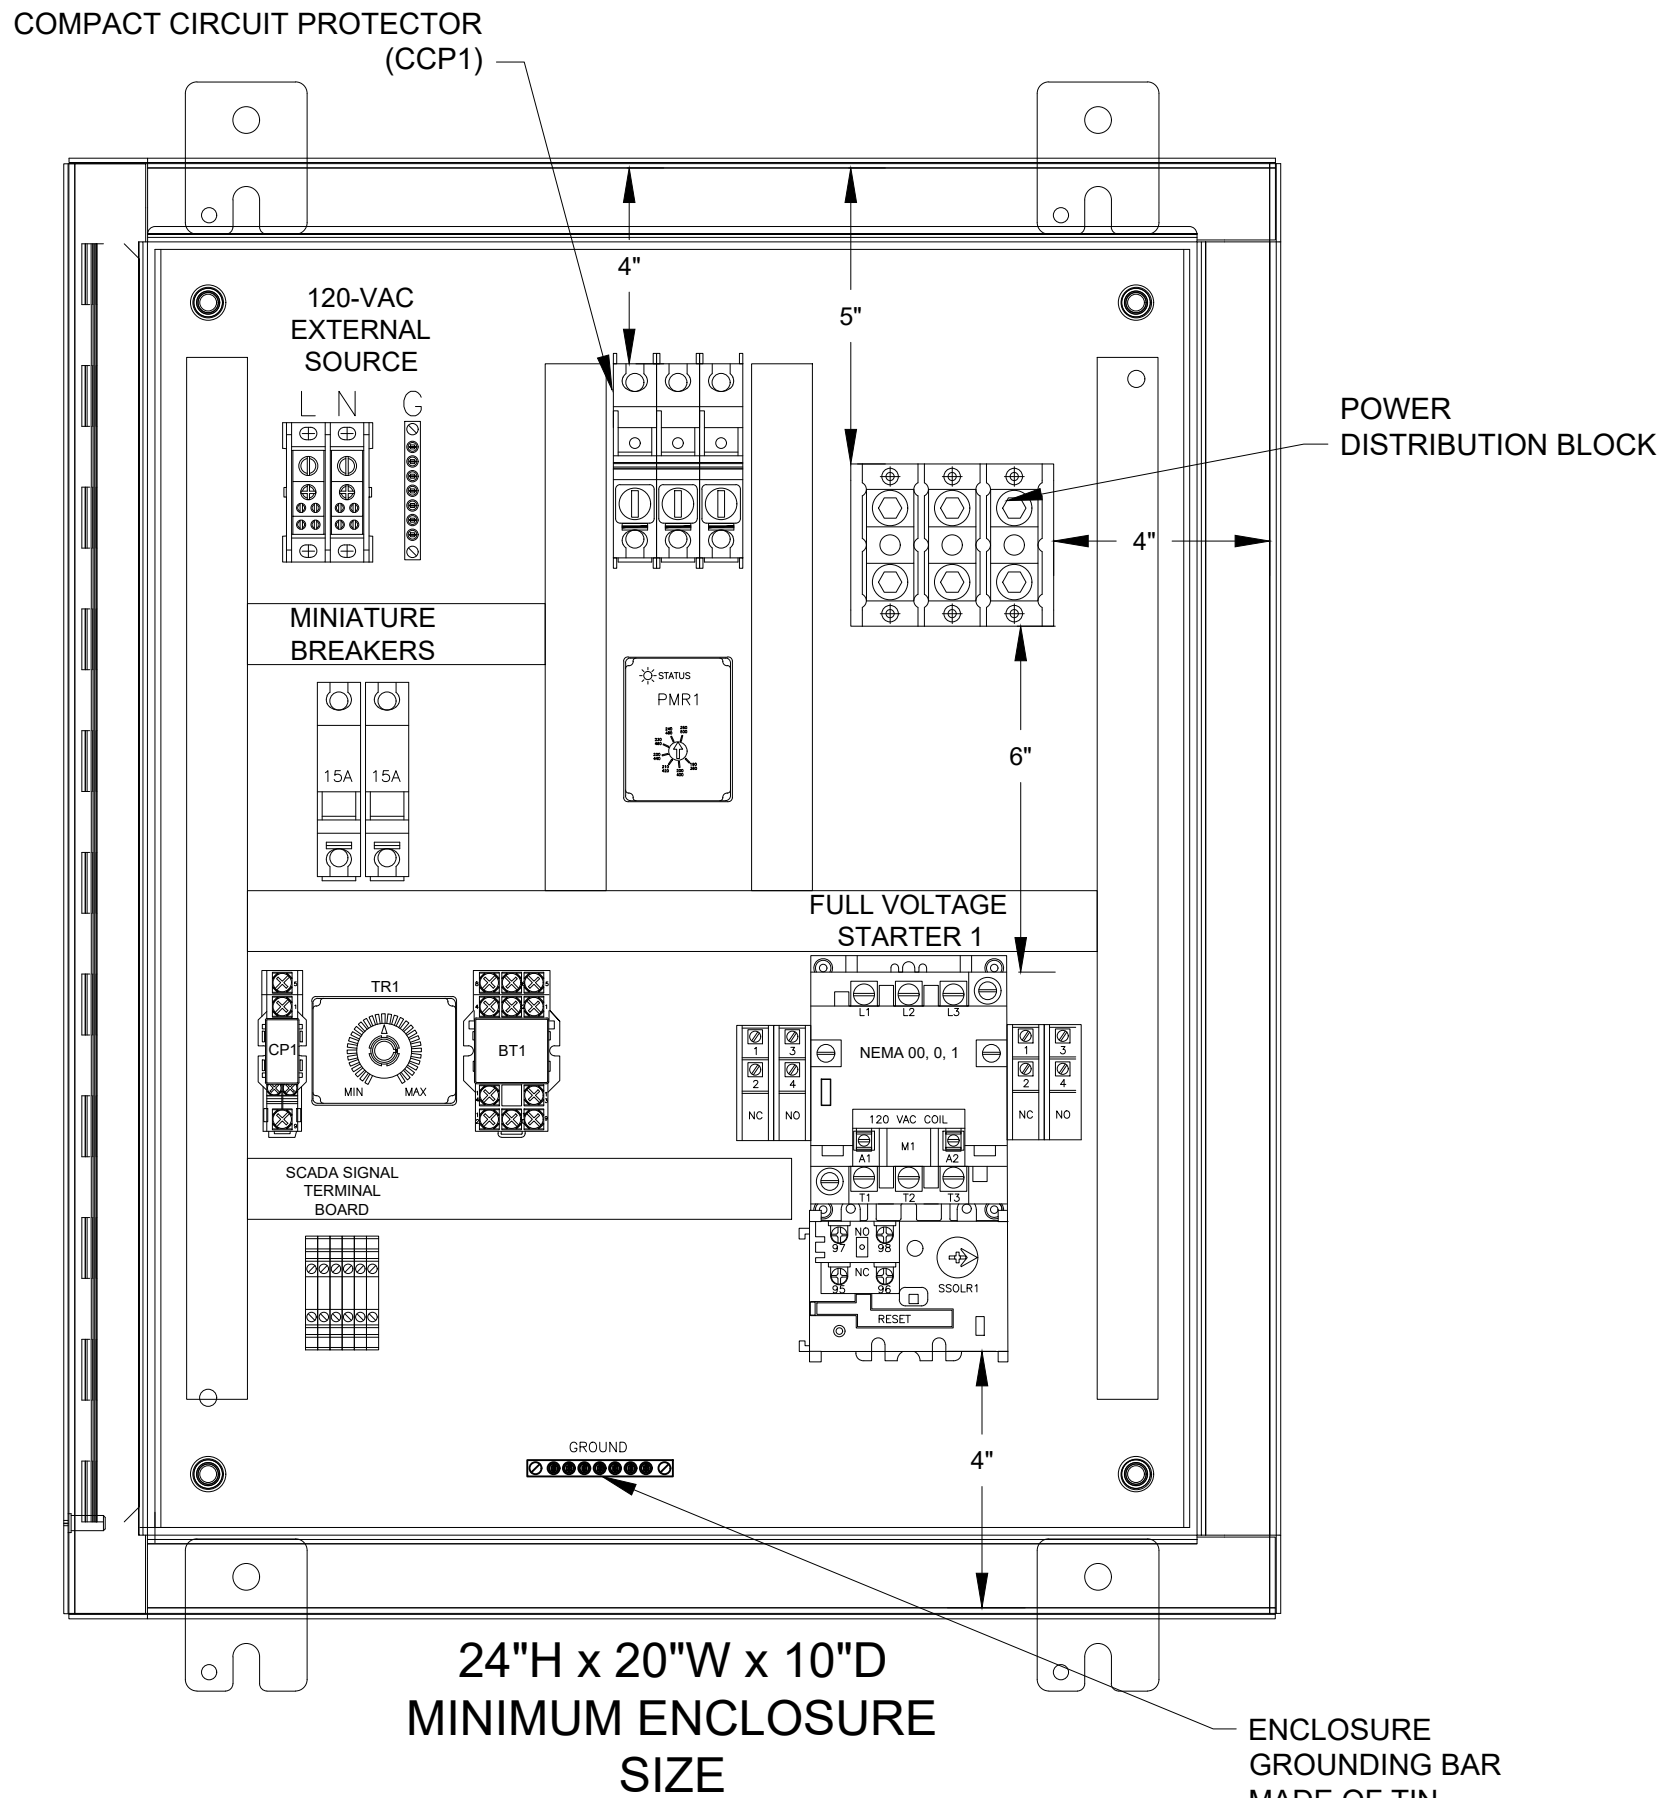 COMPACT CIRCUIT PROTECTOR
(CCP1)
4"
5"
120-VAC
EXTERNAL
SOURCE
L N G
POWER
DISTRIBUTION BLOCK
4"
MINIATURE
BREAKERS
STATUS
PMR1
6"
15A 15A
FULL VOLTAGE
STARTER 1
TR1
CP1
BT1
MIN MAX
L1 L2 L3
NEMA 00, 0, 1
1 3
2 4
NC NO
1 3
2 4
NC NO
120 VAC COIL
A1 M1 A2
T1 T2 T3
SCADA SIGNAL
TERMINAL
BOARD
NO
97 98
NC
95 96
SSOLR1
RESET
GROUND
4"
24"H x 20"W x 10"D
MINIMUM ENCLOSURE
SIZE
ENCLOSURE
GROUNDING BAR
MADE OF TIN